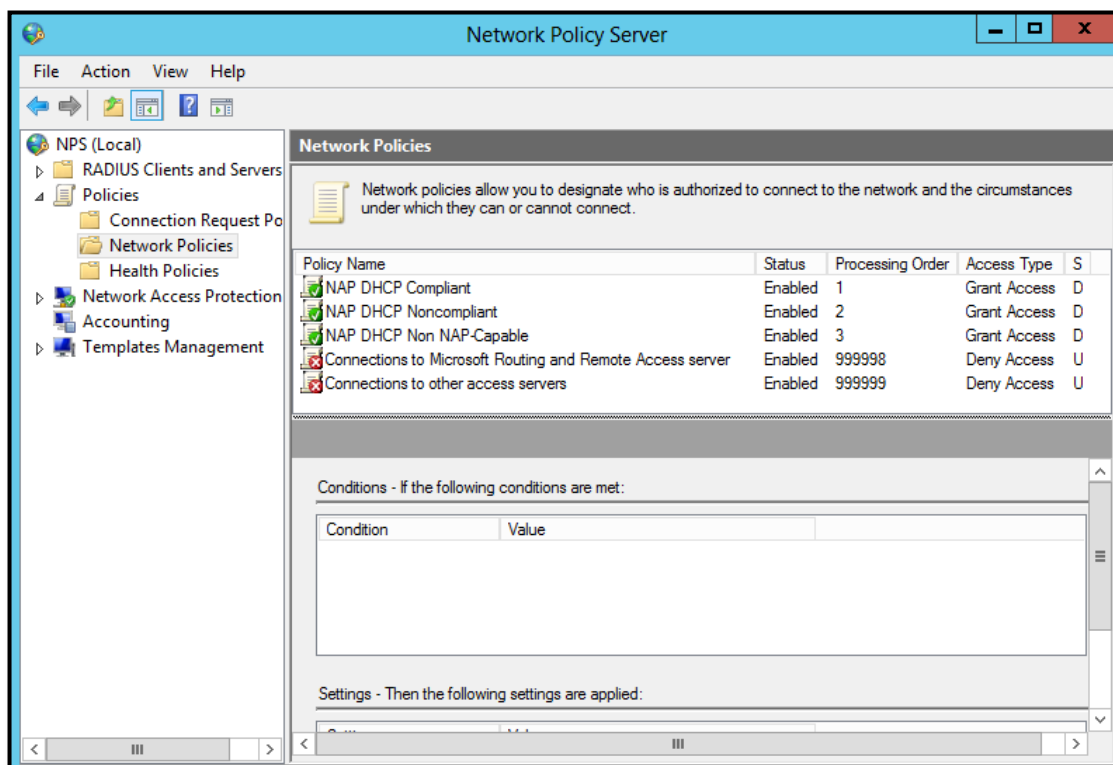 Network Policy Server
File Action View Help
NPS (Local)
RADIUS Clients and Servers
Policies
Connection Request Po
Network Policies
Health Policies
Network Access Protection
Accounting
Templates Management
Network Policies
Network policies allow you to designate who is authorized to connect to the network and the circumstances
under which they can or cannot connect.
Policy Name Status Processing Order Access Type S
NAP DHCP Compliant Enabled 1 Grant Access D
NAP DHCP Noncompliant Enabled 2 Grant Access D
NAP DHCP Non NAP-Capable Enabled 3 Grant Access D
Connections to Microsoft Routing and Remote Access server Enabled 999998 Deny Access U
Connections to other access servers Enabled 999999 Deny Access U
Conditions - If the following conditions are met:
Condition Value
Settings - Then the following settings are applied: